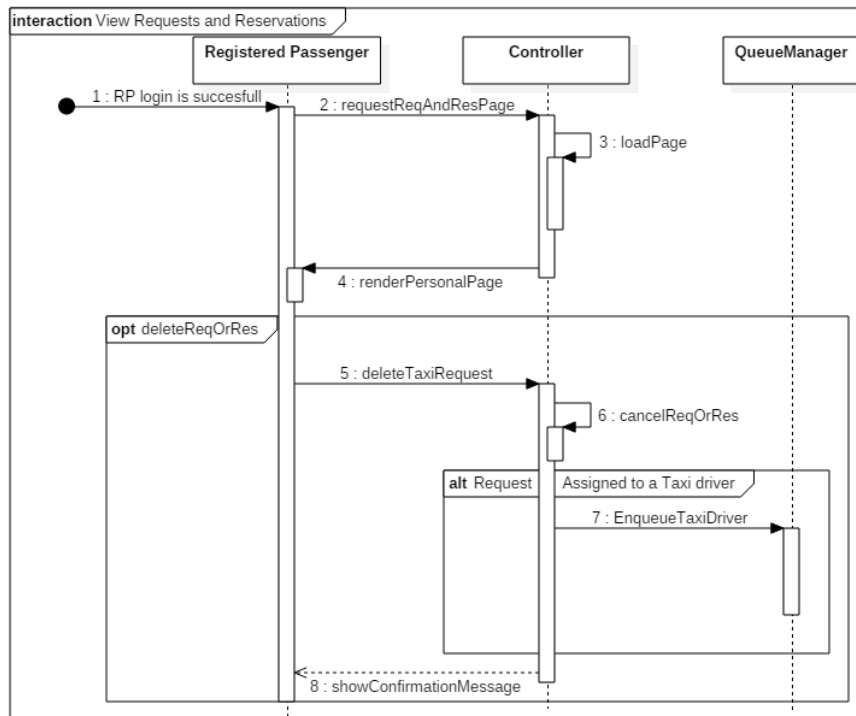 interaction View Requests and Reservations
Registered Passenger
Controller
QueueManager
1 : RP login is succesfull
2 : requestReqAndResPage
3 : loadPage
4 : renderPersonalPage
opt deleteReqOrRes
5 : deleteTaxiRequest
6 : cancelReqOrRes
alt Request Assigned to a Taxi driver
7 : EnqueueTaxiDriver
8 : showConfirmationMessage